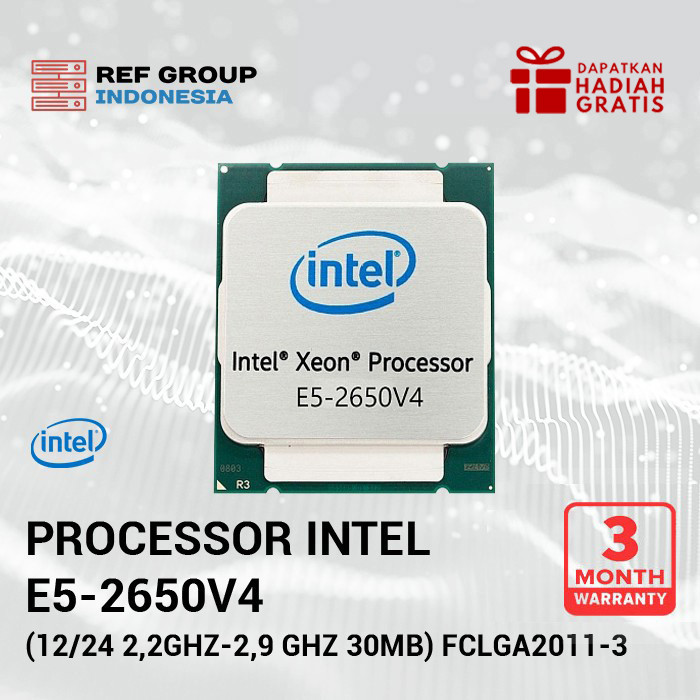 REF GROUP
INDONESIA
DAPATKAN
HADIAH
GRATIS
intel
Intel® Xeon® Processor
E5-2650V4
0803
R3
intel
PROCESSOR INTEL
E5-2650V4
(12/24 2,2GHZ-2,9 GHZ 30MB) FCLGA2011-3
3
MONTH
WARRANTY